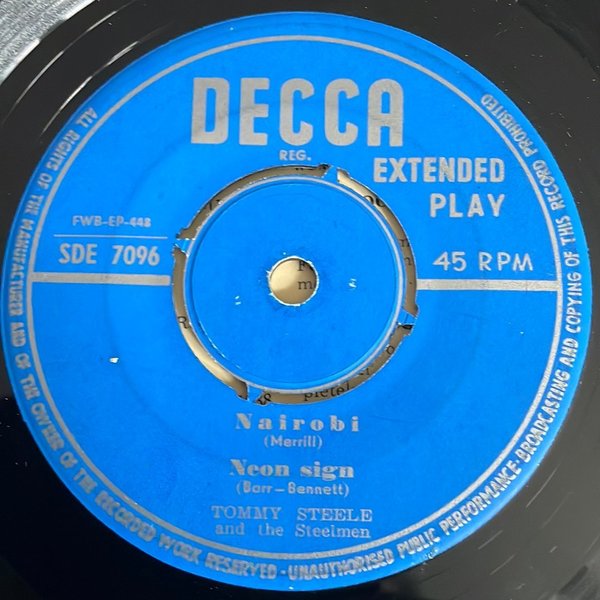 DECCA
REG.
EXTENDED
PLAY
FWB-EP-448
SDE 7096
45 RPM
Nairobi
(Merrill)
Neon sign
(Barr-Bennett)
TOMMY STEELE
and the Steelmen
ALL RIGHTS OF THE MANUFACTURER AND OF THE OWNER OF THE RECORDED WORK RESERVED-UNAUTHORISED PUBLIC PERFORMANCE-BROADCASTING AND COPYING OF THIS RECORD PROHIBITED